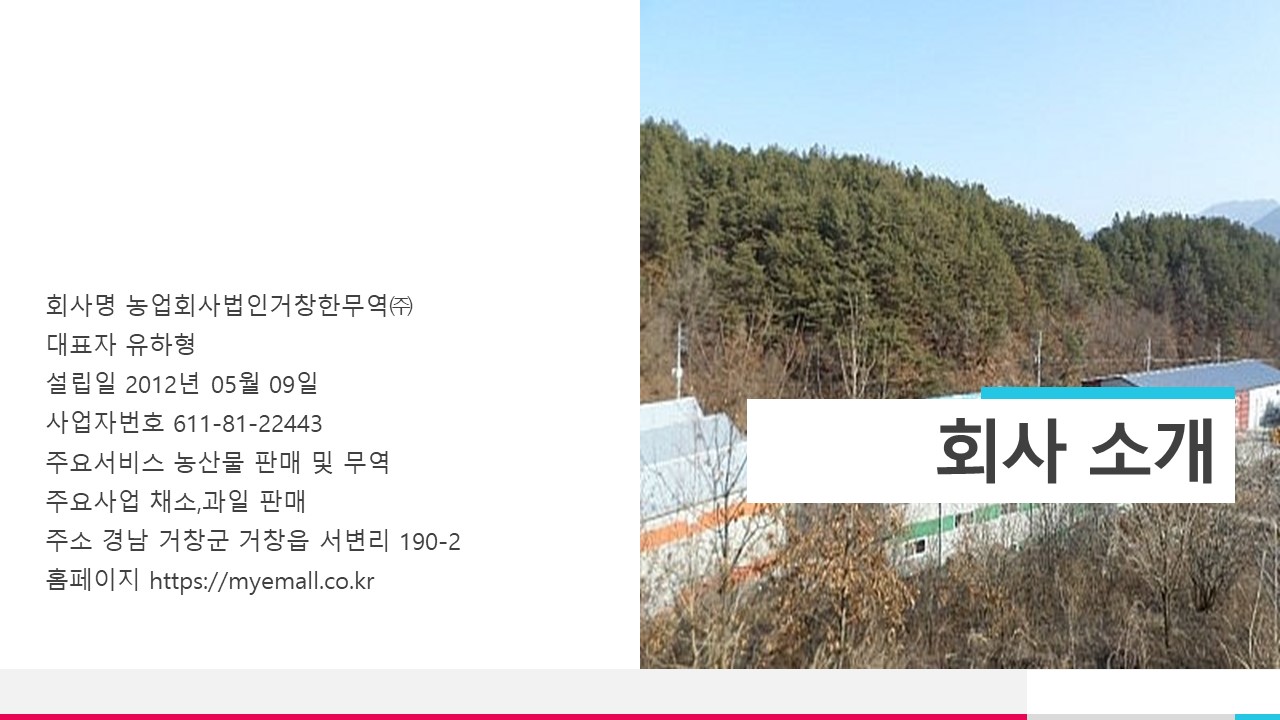 회사명 농업회사법인거창한무역㈜
대표자 유하형
설립일 2012년 05월 09일
사업자번호 611-81-22443
주요서비스 농산물 판매 및 무역
주요사업 채소,과일 판매
주소 경남 거창군 거창읍 서변리 190-2
홈페이지 https://myemall.co.kr
회사 소개